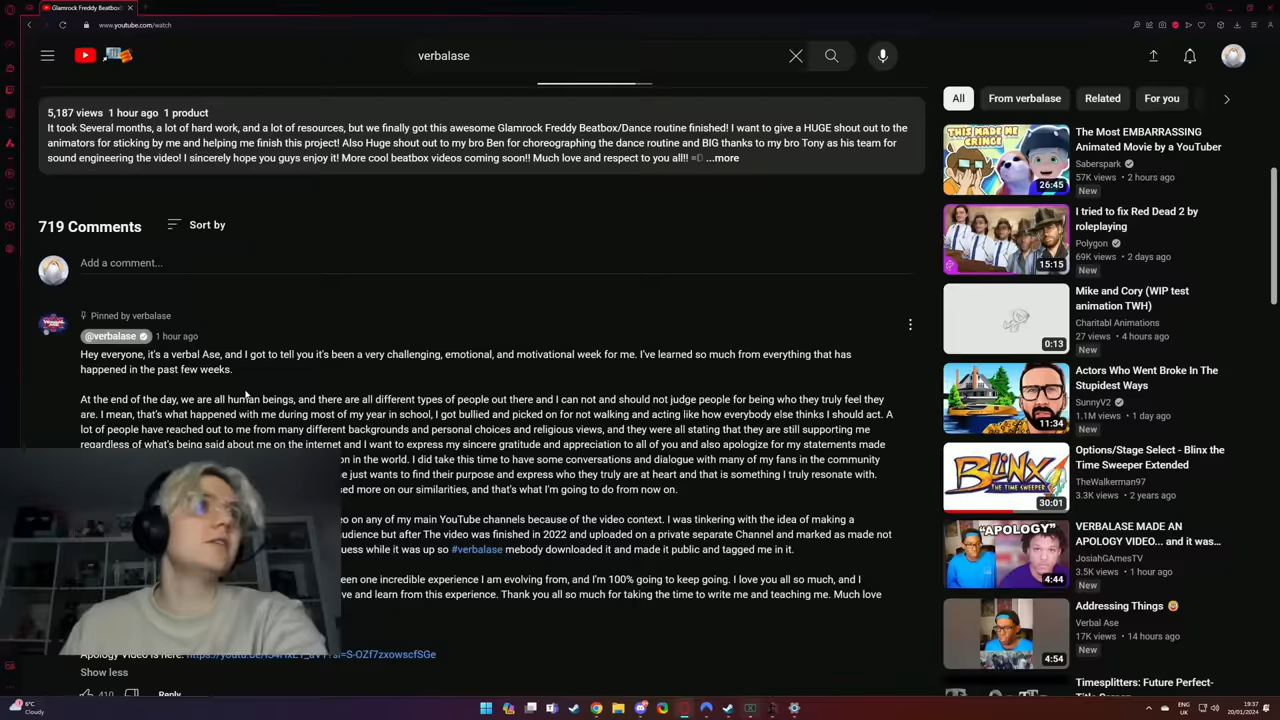 Glamrock Freddy Beatbox
www.youtube.com/watch
verbalase
5,187 views 1 hour ago 1 product
It took Several months, a lot of hard work, and a lot of resources, but we finally got this awesome Glamrock Freddy Beatbox/Dance routine finished! I want to give a HUGE shout out to the
animators for sticking by me and helping me finish this project! Also Huge shout out to my bro Ben for choreographing the dance routine and BIG thanks to my bro Tony as his team for
sound engineering the video! I sincerely hope you guys enjoy it! More cool beatbox videos coming soon!! Much love and respect to you all!! =D ...more
719 Comments
Sort by
Add a comment...
Pinned by verbalase
@verbalase 1 hour ago
Hey everyone, it's a verbal Ase, and I got to tell you it's been a very challenging, emotional, and motivational week for me. I've learned so much from everything that has
happened in the past few weeks.
At the end of the day, we are all human beings, and there are all different types of people out there and I can not and should not judge people for being who they truly feel they
are. I mean, that's what happened with me during most of my year in school, I got bullied and picked on for not walking and acting like how everybody else thinks I should act. A
lot of people have reached out to me from many different backgrounds and personal choices and religious views, and they were all stating that they are still supporting me
regardless of what's being said about me on the internet and I want to express my sincere gratitude and appreciation to all of you and also apologize for my statements made
on in the world. I did take this time to have some conversations and dialogue with many of my fans in the community
e just wants to find their purpose and express who they truly are at heart and that is something I truly resonate with.
sed more on our similarities, and that's what I'm going to do from now on.
eo on any of my main YouTube channels because of the video context. I was tinkering with the idea of making a
udience but after The video was finished in 2022 and uploaded on a private separate Channel and marked as made not
uess while it was up so #verbalase mebody downloaded it and made it public and tagged me in it.
een one incredible experience I am evolving from, and I'm 100% going to keep going. I love you all so much, and I
ve and learn from this experience. Thank you all so much for taking the time to write me and teaching me. Much love
Apology Video is here:
Show less
410
Reply
All
From verbalase
Related
For you
THIS MADE ME
CRINGE
26:45
The Most EMBARRASSING
Animated Movie by a YouTuber
Saberspark
57K views • 2 hours ago
New
15:15
I tried to fix Red Dead 2 by
roleplaying
Polygon
69K views • 2 days ago
New
0:13
Mike and Cory (WIP test
animation TWH)
Charitabl Animations
27 views • 4 hours ago
New
11:34
Actors Who Went Broke In The
Stupidest Ways
SunnyV2
1.1M views • 1 day ago
New
BLiNX
THE TIME SWEEPER
30:01
Options/Stage Select - Blinx the
Time Sweeper Extended
TheWalkerman97
3.3K views • 2 years ago
"APOLOGY"
4:44
VERBALASE MADE AN
APOLOGY VIDEO... and it was...
JosiahGamesTV
3.5K views • 1 hour ago
New
4:54
Addressing Things
Verbal Ase
17K views • 14 hours ago
New
Timesplitters: Future Perfect-
6°C
Cloudy
ENG
UK
19:37
20/01/2024